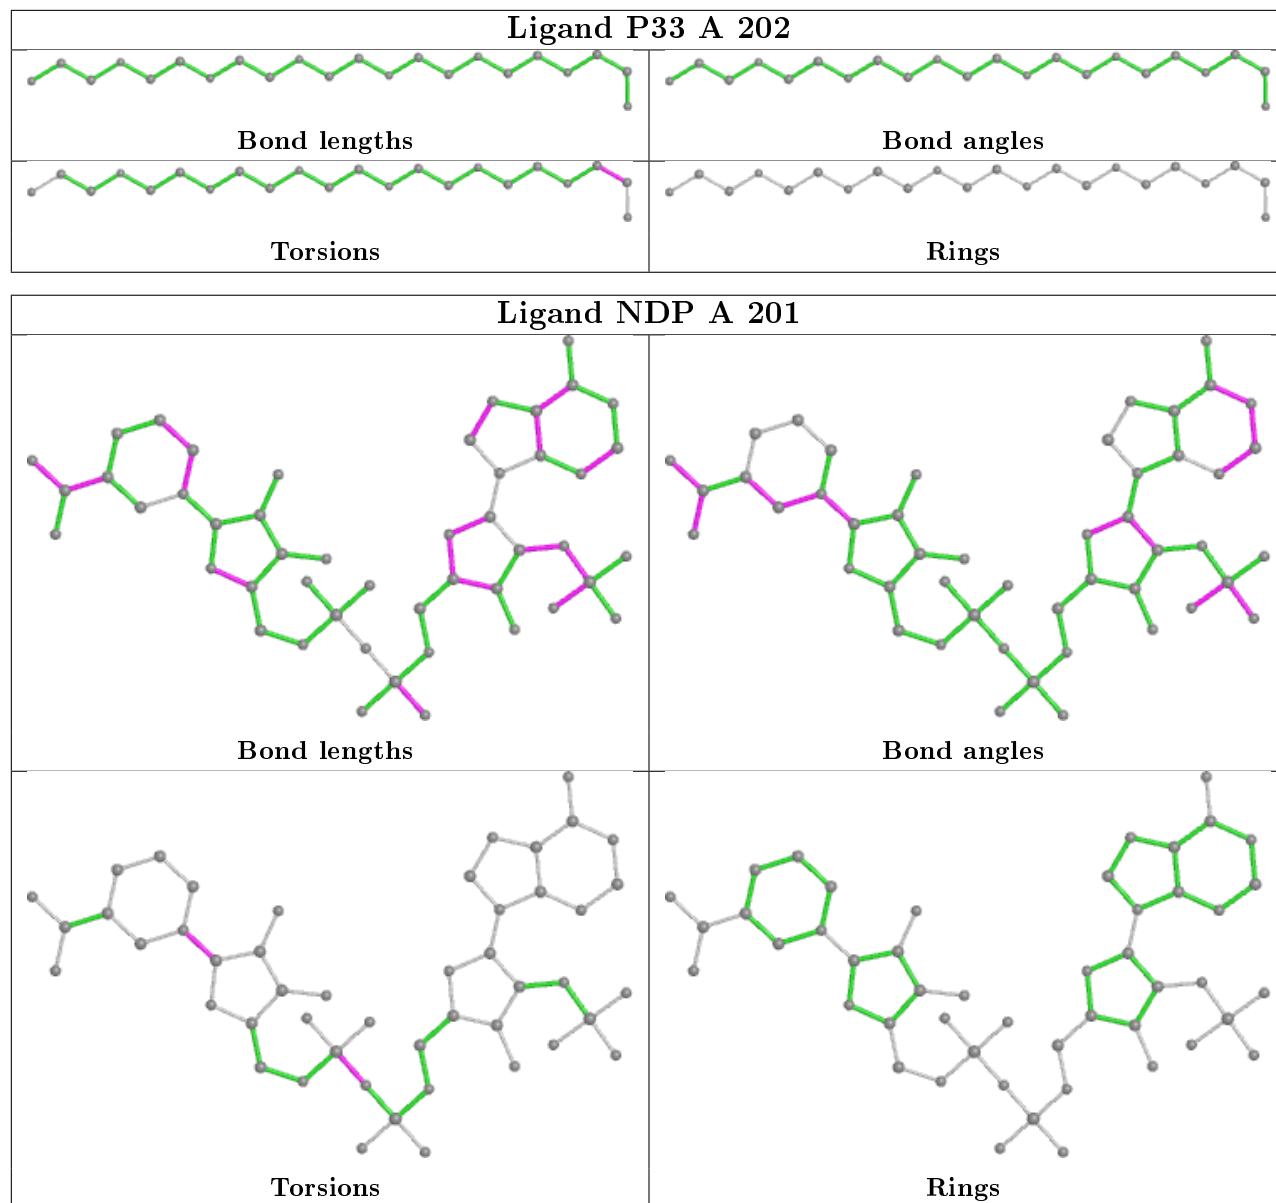 Ligand P33 A 202
Bond lengths
Bond angles
Torsions
Rings
Ligand NDP A 201
Bond lengths
Bond angles
Torsions
Rings